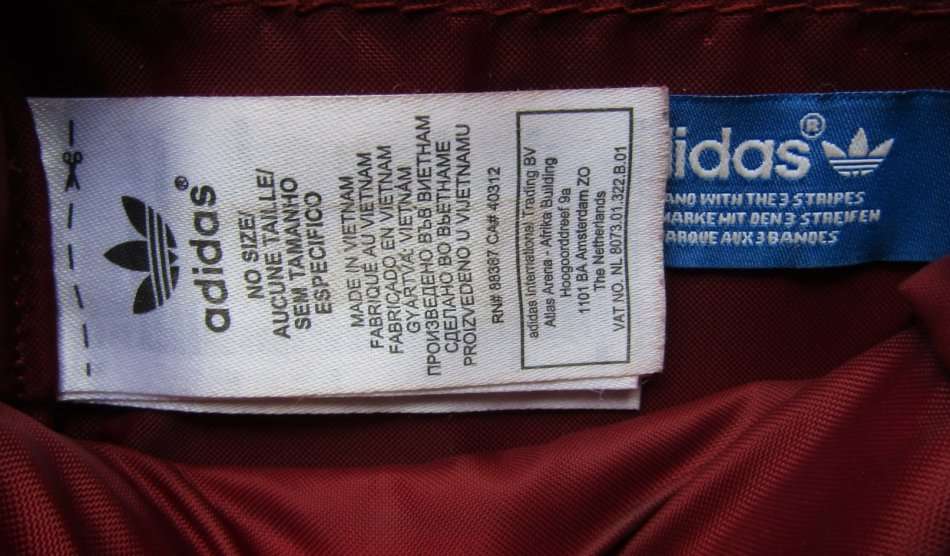 adidas®
NO SIZE/
AUCUNE TAILLE/
SEM TAMANHO
ESPECIFICO
MADE IN VIETNAM
FABRIQUE AU VIETNAM
FABRICADO EN VIETNAM
GYARTVA; VIETNÁM
ПРОИЗВЕДЕНО ВЪВ ВИЕТНАМ
СДЕЛАНО ВО ВЬЕТНАМЕ
PROIZVEDENO U VIJETNAMU
RN# 88387 CA# 40312
adidas International Trading BV
Atlas Arena - Afrika Building
Hoogoorddreef 9a
1101 BA Amsterdam ZO
The Netherlands
VAT NO. NL 8073.01.322.B.01
idas®
AND WITH THE 3 STRIPES
MARKE MIT DEN 3 STREIFEN
ARQUE AUX 3 BANDES